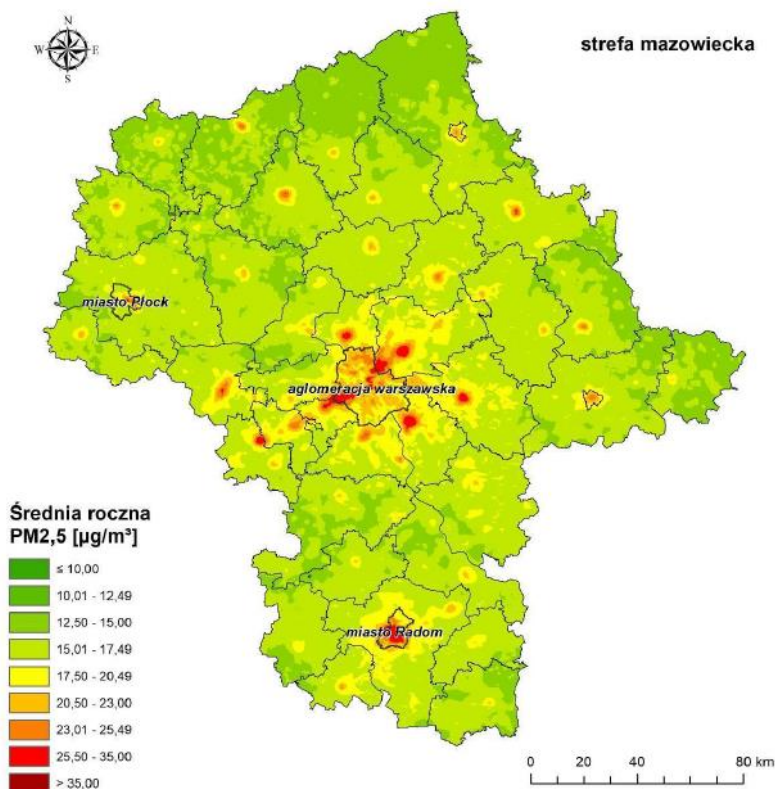 N
W E
S
strefa mazowiecka
miasto Płock
aglomeracja warszawska
miasto Radom
Średnia roczna
PM2,5 [µg/m³]
≤ 10,00
10,01 - 12,49
12,50 - 15,00
15,01 - 17,49
17,50 - 20,49
20,50 - 23,00
23,01 - 25,49
25,50 - 35,00
> 35,00
0 20 40 80 km